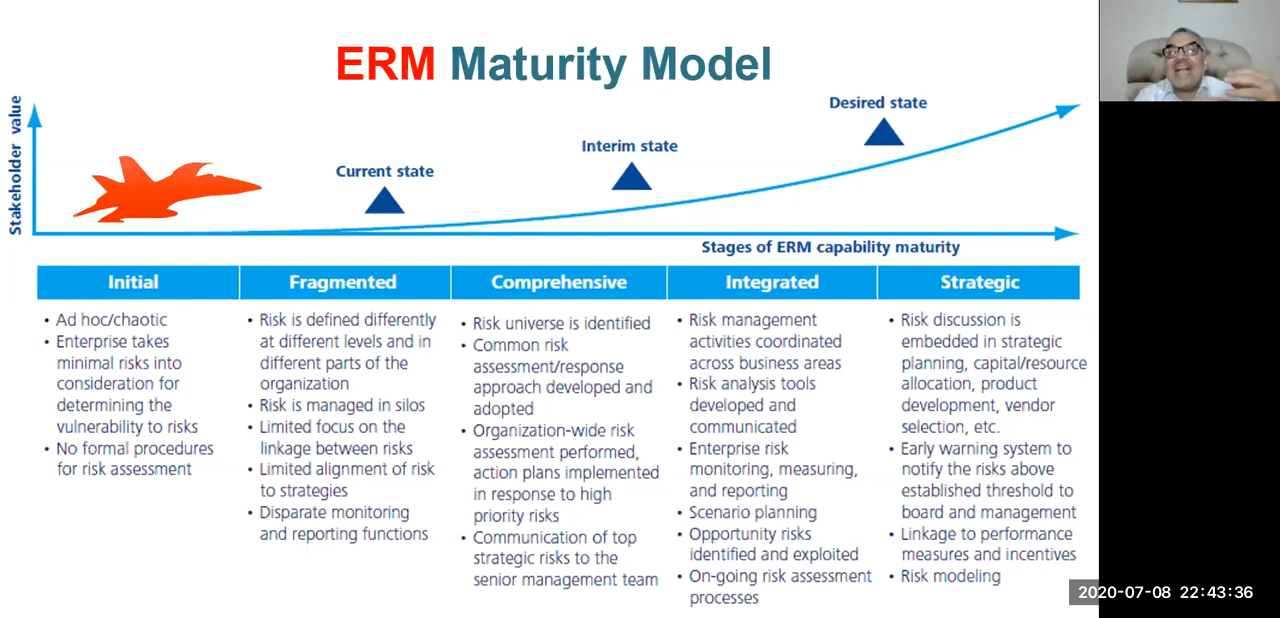 ERM Maturity Model
Stakeholder value
Current state
Interim state
Desired state
Stages of ERM capability maturity
Initial
• Ad hoc/chaotic
• Enterprise takes
minimal risks into
consideration for
determining the
vulnerability to risks
• No formal procedures
for risk assessment
Fragmented
• Risk is defined differently
at different levels and in
different parts of the
organization
• Risk is managed in silos
• Limited focus on the
linkage between risks
• Limited alignment of risk
to strategies
• Disparate monitoring
and reporting functions
Comprehensive
• Risk universe is identified
• Common risk
assessment/response
approach developed and
adopted
• Organization-wide risk
assessment performed,
action plans implemented
in response to high
priority risks
• Communication of top
strategic risks to the
senior management team
Integrated
• Risk management
activities coordinated
across business areas
• Risk analysis tools
developed and
communicated
• Enterprise risk
monitoring, measuring,
and reporting
• Scenario planning
• Opportunity risks
identified and exploited
• On-going risk assessment
processes
Strategic
• Risk discussion is
embedded in strategic
planning, capital/resource
allocation, product
development, vendor
selection, etc.
• Early warning system to
notify the risks above
established threshold to
board and management
• Linkage to performance
measures and incentives
• Risk modeling
2020-07-08 22:43:36